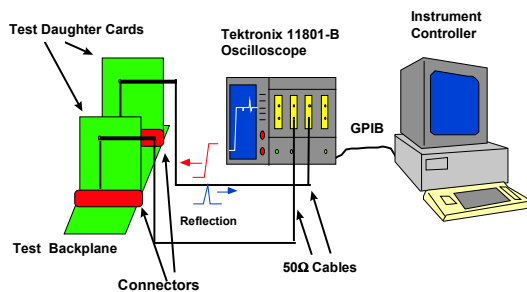 Test Daughter Cards
Tektronix 11801-B
Oscilloscope
Instrument
Controller
GPIB
Reflection
Test Backplane
50Ω Cables
Connectors